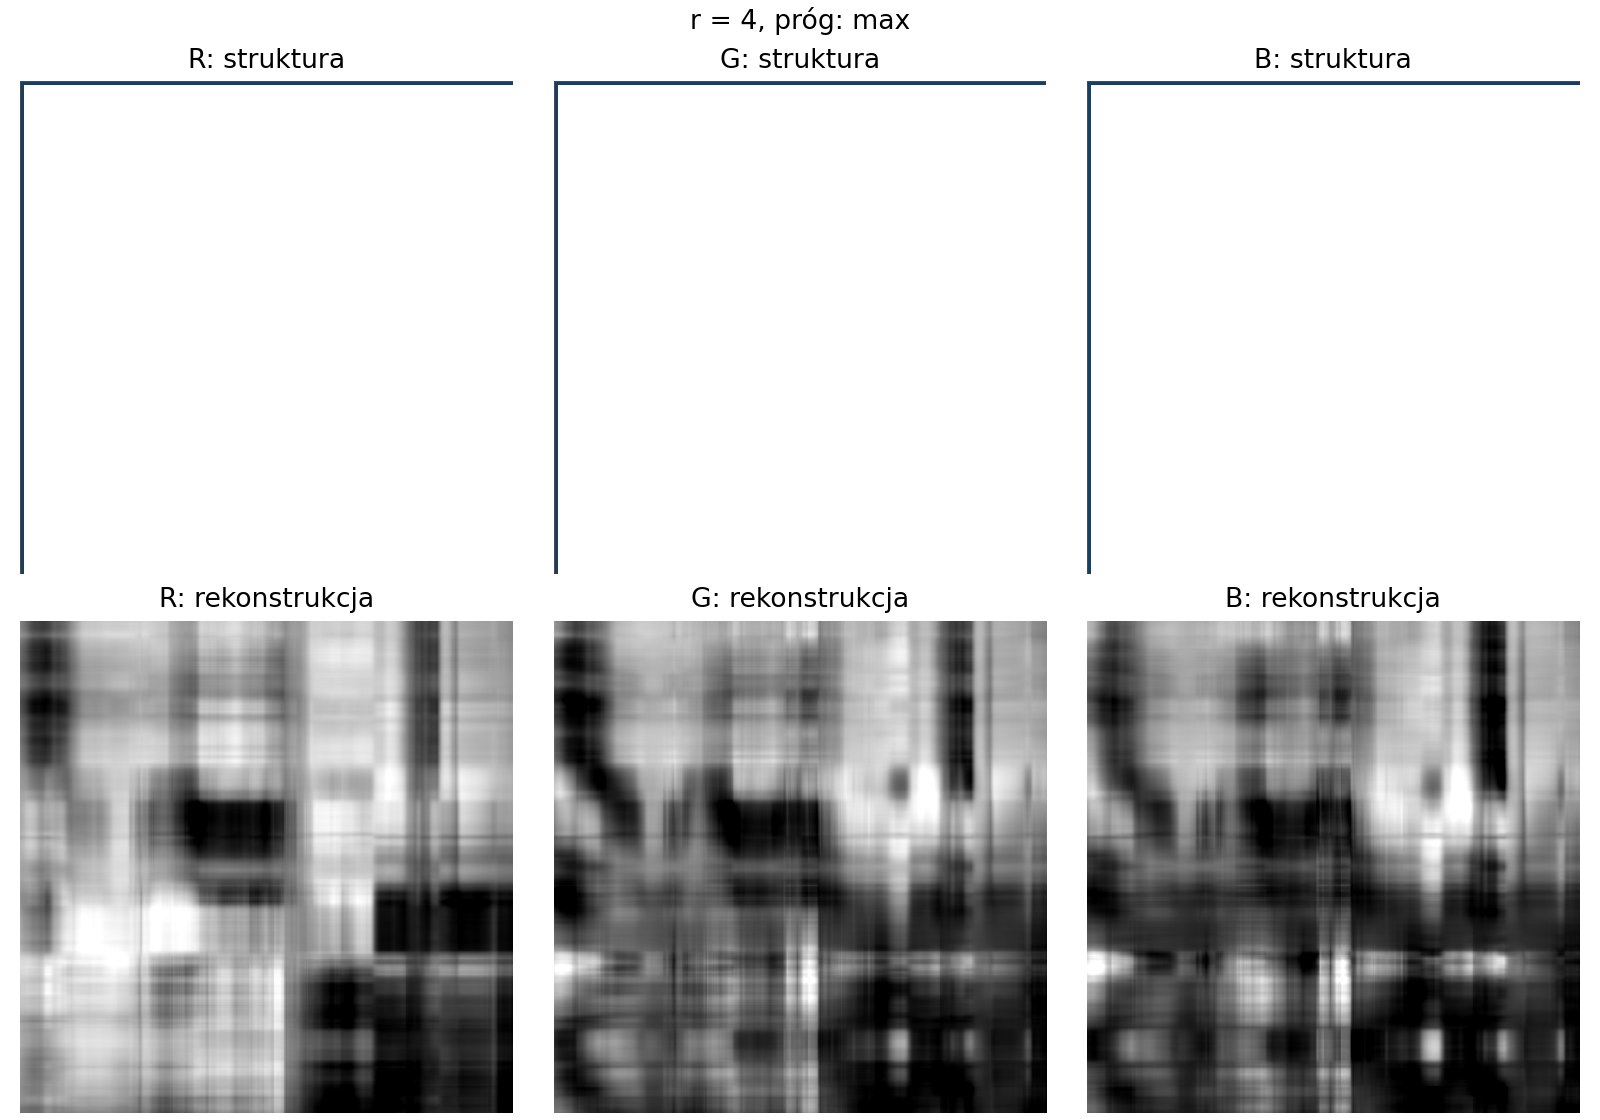 r = 4, próg: max
R: struktura
G: struktura
B: struktura
R: rekonstrukcja
G: rekonstrukcja
B: rekonstrukcja